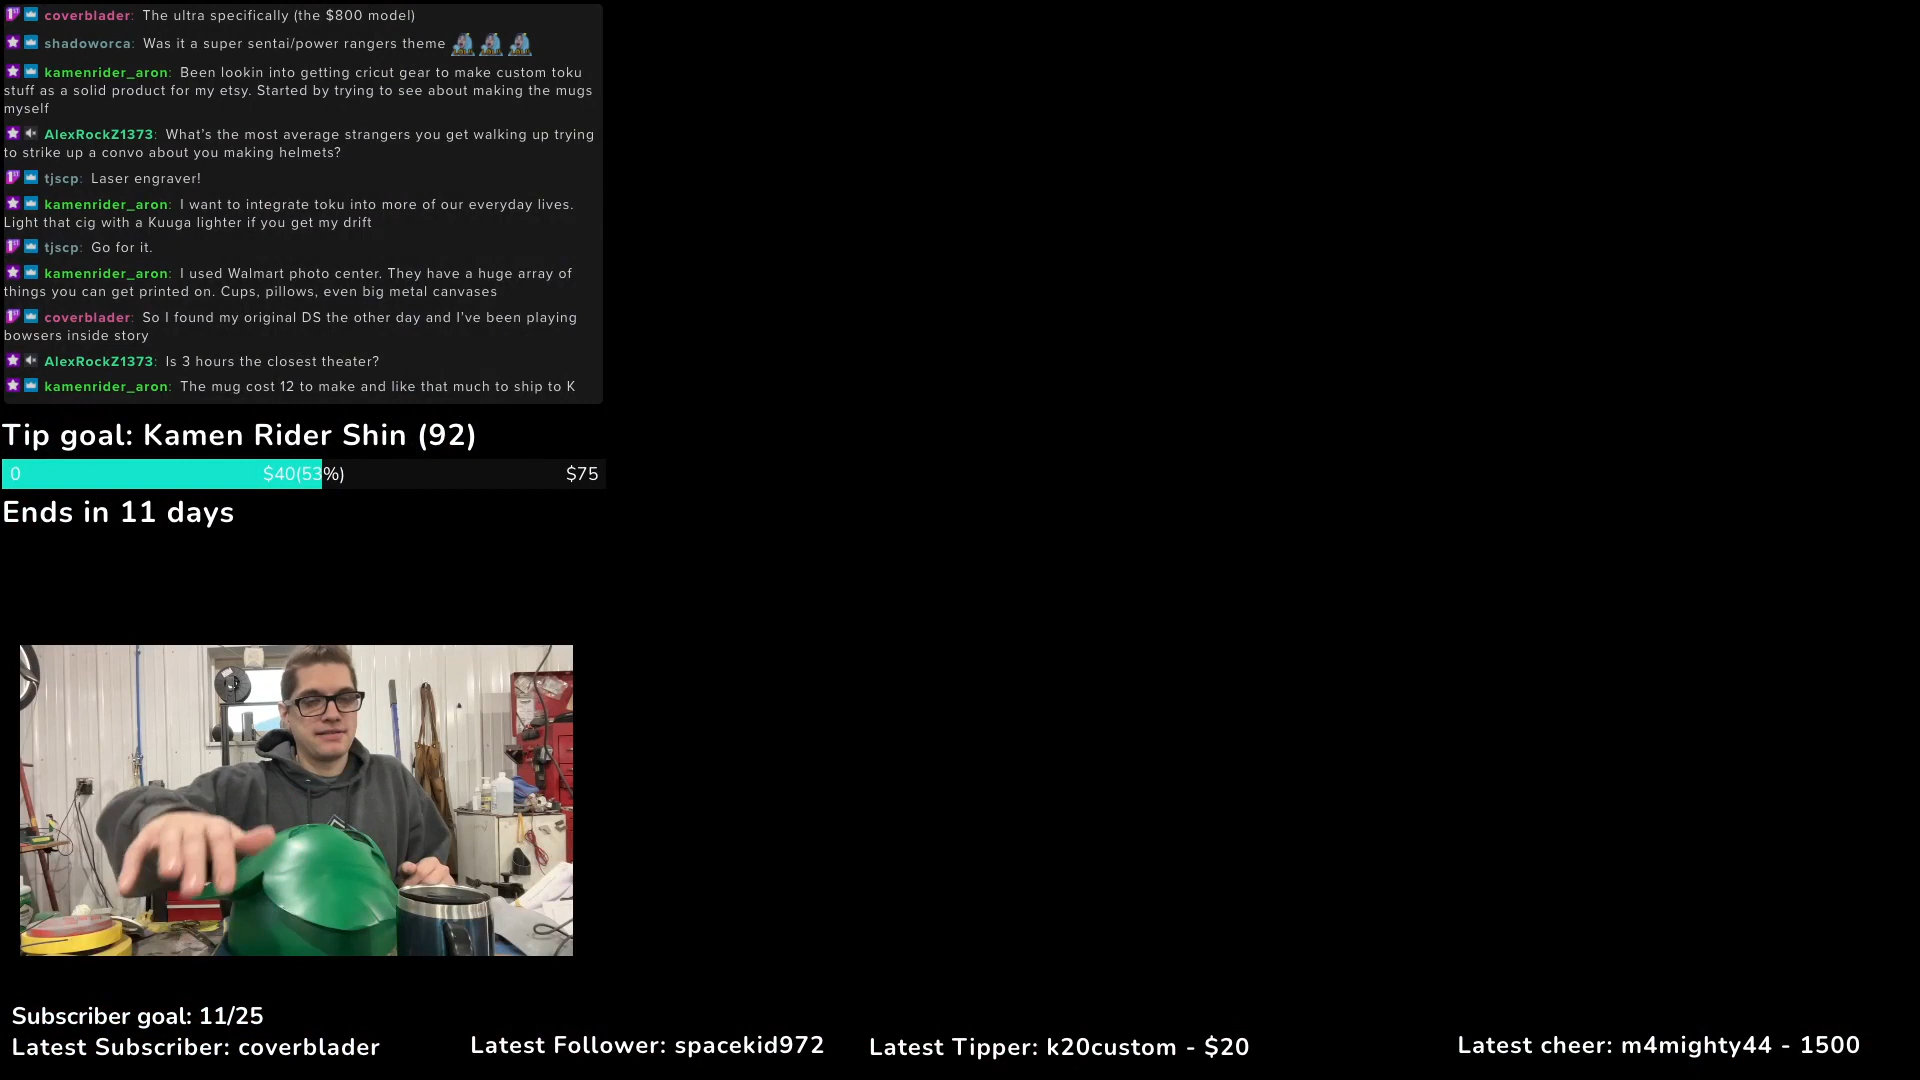 coverblader: The ultra specifically (the $800 model)
shadoworca: Was it a super sentai/power rangers theme
kamenrider_aron: Been lookin into getting cricut gear to make custom toku
stuff as a solid product for my etsy. Started by trying to see about making the mugs
myself
AlexRockZ1373: What's the most average strangers you get walking up trying
to strike up a convo about you making helmets?
tjscp: Laser engraver!
kamenrider_aron: I want to integrate toku into more of our everyday lives.
Light that cig with a Kuuga lighter if you get my drift
tjscp: Go for it.
kamenrider_aron: I used Walmart photo center. They have a huge array of
things you can get printed on. Cups, pillows, even big metal canvases
coverblader: So I found my original DS the other day and I've been playing
bowsers inside story
AlexRockZ1373: Is 3 hours the closest theater?
kamenrider_aron: The mug cost 12 to make and like that much to ship to K
Tip goal: Kamen Rider Shin (92)
0 $40(53%) $75
Ends in 11 days
Subscriber goal: 11/25
Latest Subscriber: coverblader
Latest Follower: spacekid972
Latest Tipper: k20custom - $20
Latest cheer: m4mighty44 - 1500